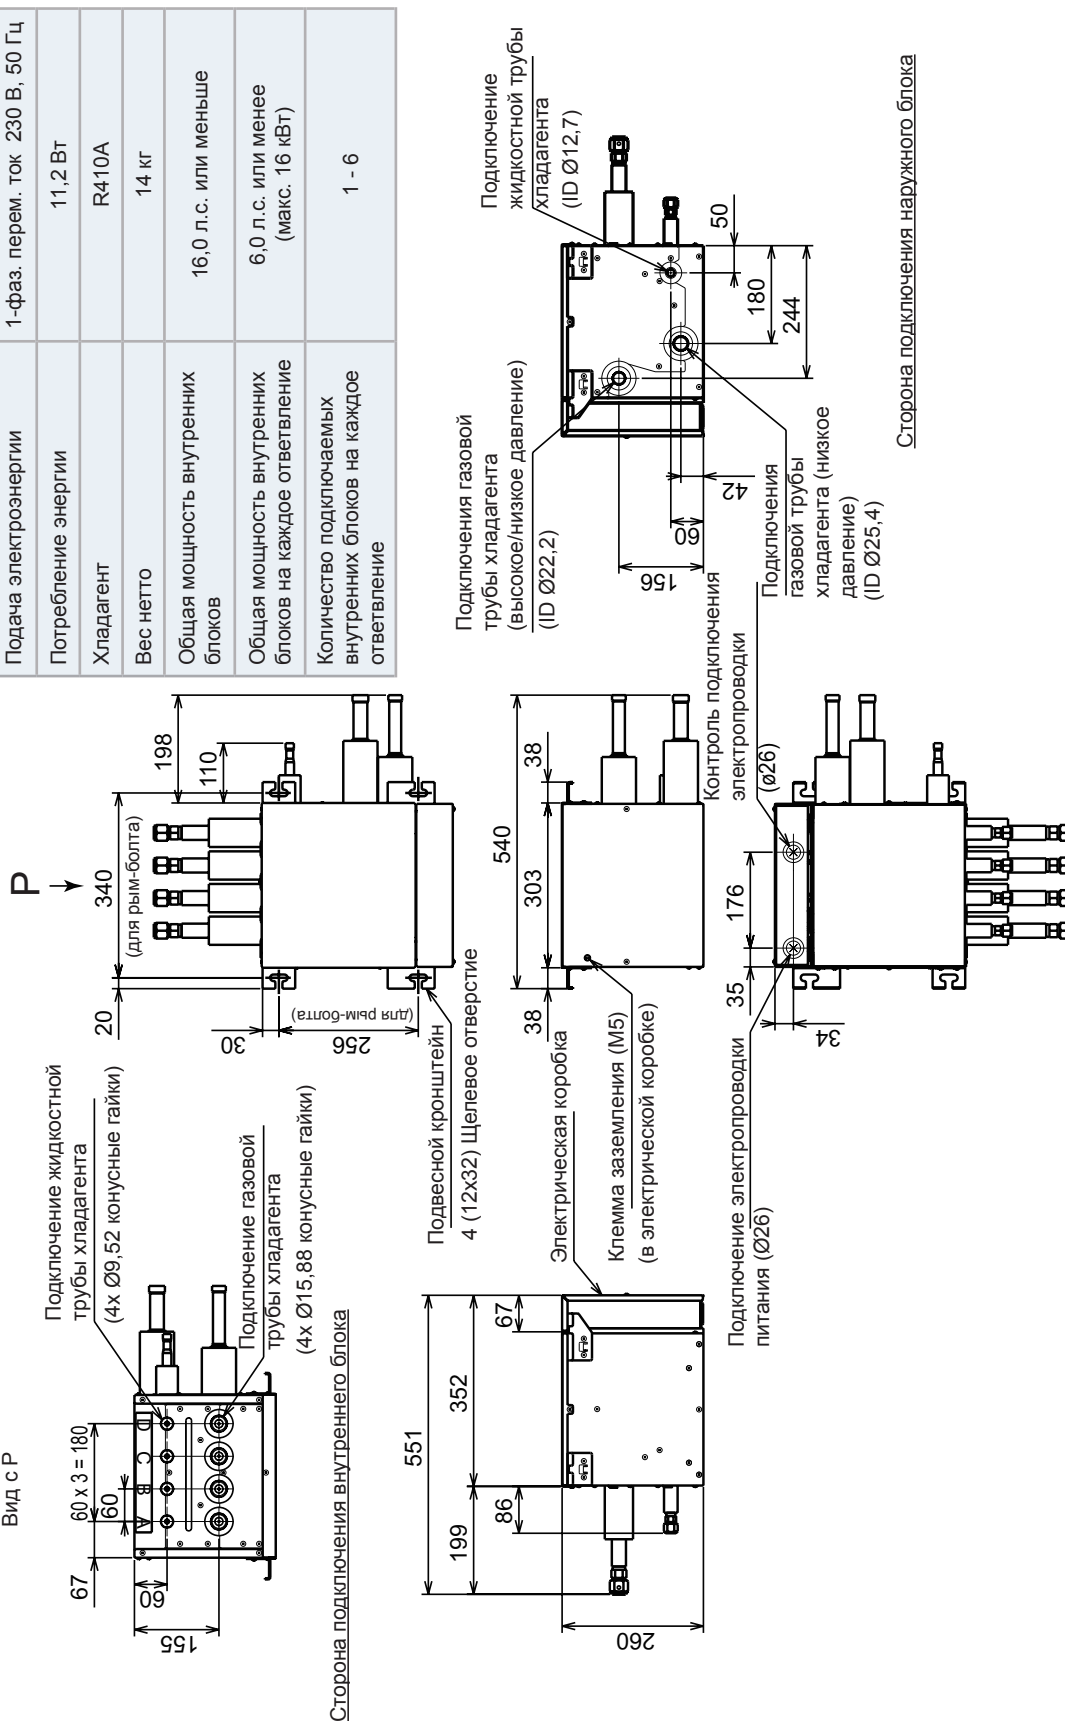 Подача электроэнергии
1-фаз. перем. ток 230 В, 50 Гц
Потребление энергии
11,2 Вт
Хладагент
R410A
Вес нетто
14 кг
Общая мощность внутренних
блоков
16,0 л.с. или меньше
Общая мощность внутренних
блоков на каждое ответвление
6,0 л.с. или менее
(макс. 16 кВт)
Количество подключаемых
внутренних блоков на каждое
ответвление
1 - 6
Вид с P
67
60 x 3 = 180
60
60
155
A
B
C
D
Подключение жидкостной
трубы хладагента
(4x Ø9,52 конусные гайки)
Подключение газовой
трубы хладагента
(4x Ø15,88 конусные гайки)
Сторона подключения внутреннего блока
P
20
340
(для рым-болта)
198
110
30
256
(для рым-болта)
Подвесной кронштейн
4 (12x32) Щелевое отверстие
Подключения газовой
трубы хладагента
(высокое/низкое давление)
(ID Ø22,2)
Подключение
жидкостной трубы
хладагента
(ID Ø12,7)
50
180
244
156
60
42
Подключения
газовой трубы
хладагента (низкое
давление)
(ID Ø25,4)
Сторона подключения наружного блока
551
199
352
86
67
260
540
38
303
38
Электрическая коробка
Клемма заземления (M5)
(в электрической коробке)
Контроль подключения
электропроводки
(ø26)
35
176
34
Подключение электропроводки
питания (Ø26)